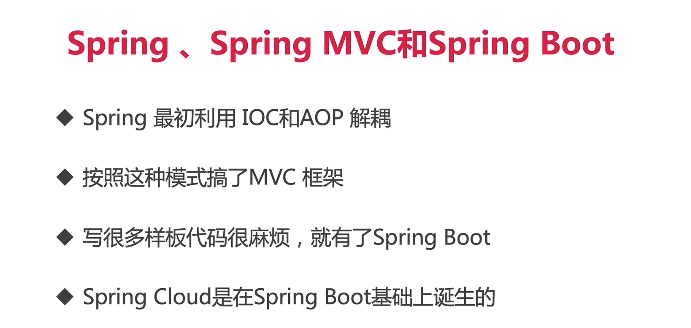 Spring 、Spring MVC和Spring Boot
◆ Spring 最初利用 IOC和AOP 解耦
◆ 按照这种模式搞了MVC 框架
◆ 写很多样板代码很麻烦，就有了Spring Boot
◆ Spring Cloud是在Spring Boot基础上诞生的